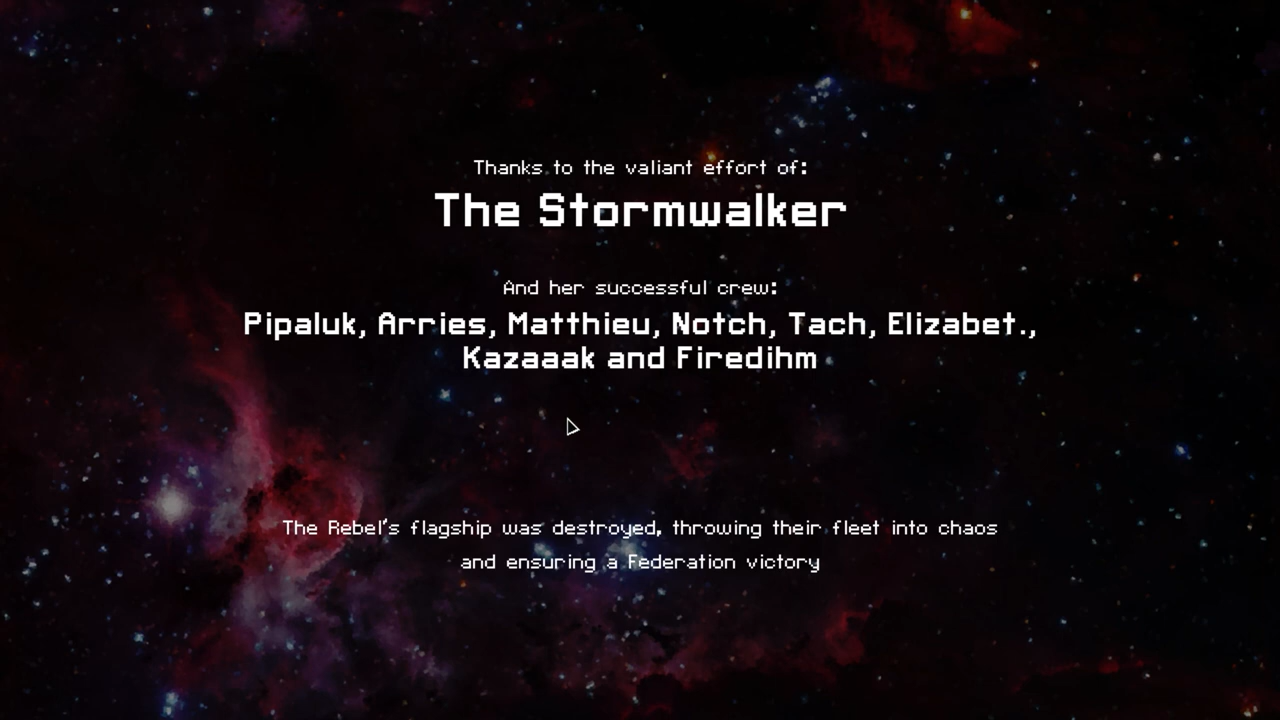 Thanks to the valiant effort of:
The Stormwalker
And her successful crew:
Pipaluk, Arries, Matthieu, Notch, Tach, Elizabet.,
Kazaaak and Firedihm
The Rebel's flagship was destroyed, throwing their fleet into chaos
and ensuring a Federation victory